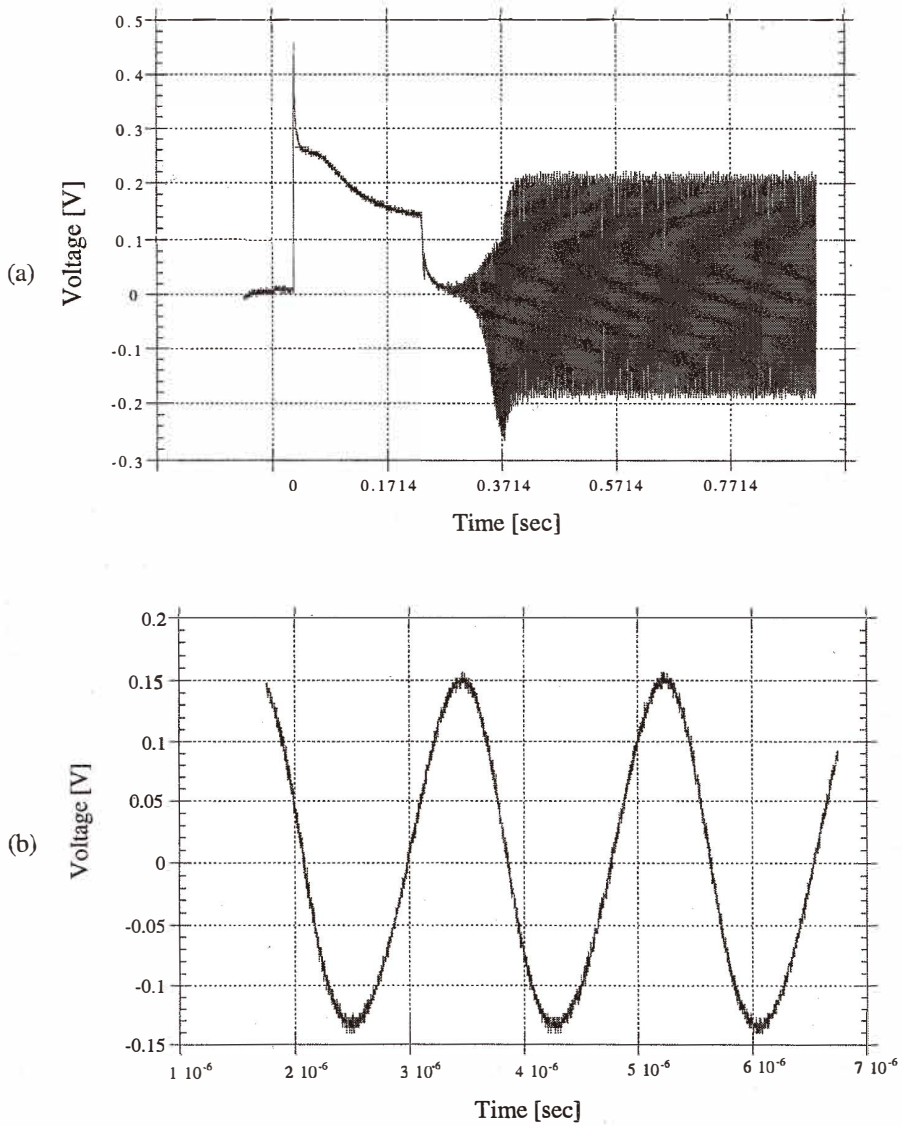 (a)
Voltage [V]
0.5
0.4
0.3
0.2
0.1
0
-0.1
-0.2
-0.3
0 0.1714 0.3714 0.5714 0.7714
Time [sec]
(b)
Voltage [V]
0.2
0.15
0.1
0.05
0
-0.05
-0.1
-0.15
1 10⁻⁶ 2 10⁻⁶ 3 10⁻⁶ 4 10⁻⁶ 5 10⁻⁶ 6 10⁻⁶ 7 10⁻⁶
Time [sec]